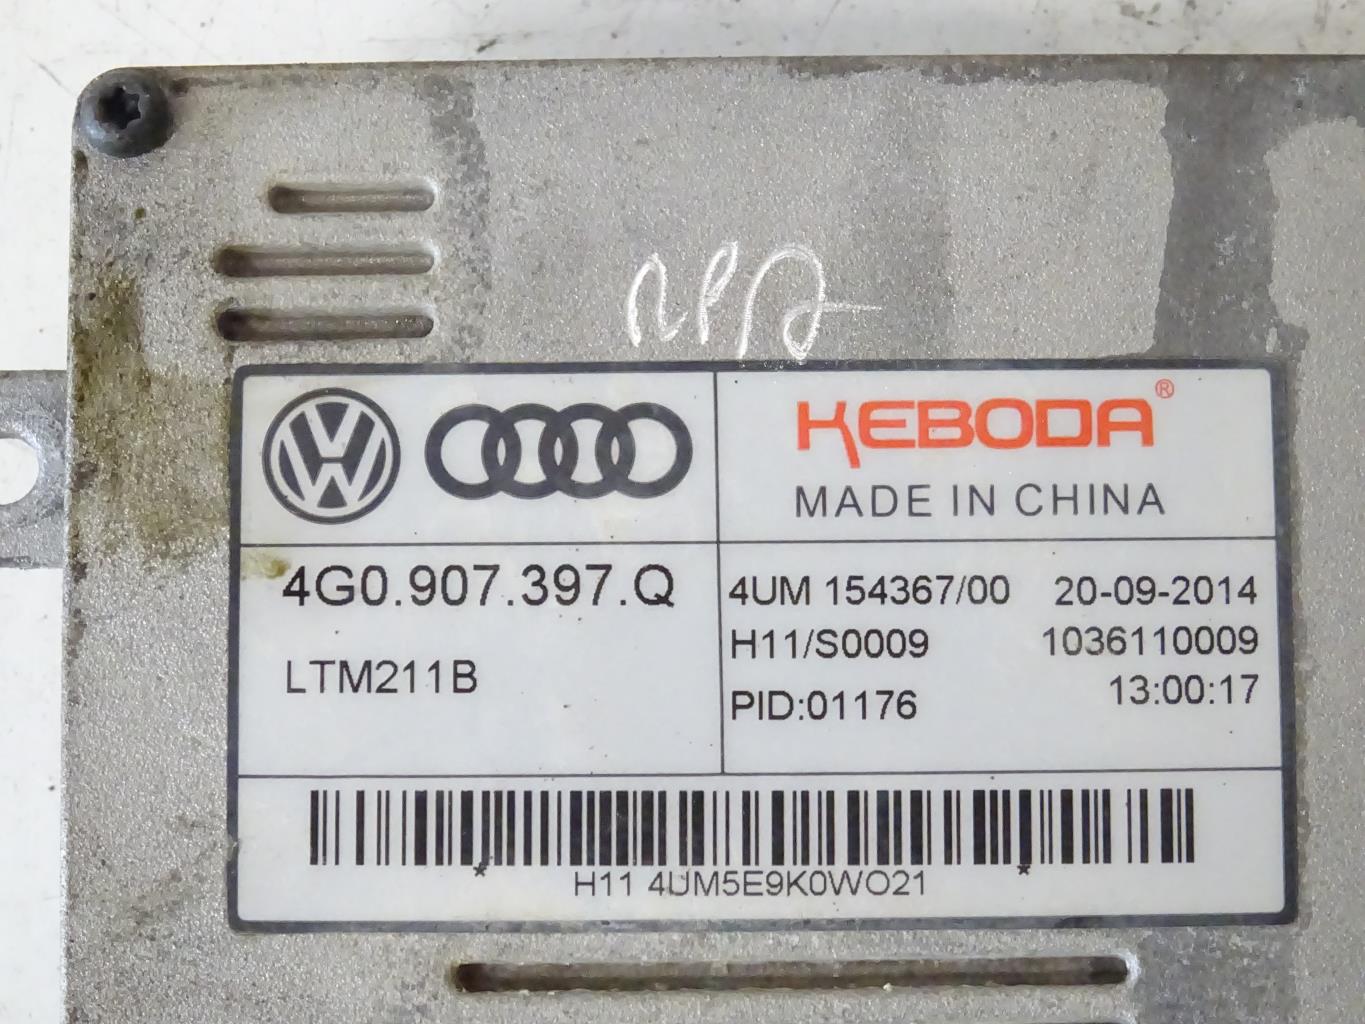 KEBODA®
MADE IN CHINA
4G0.907.397.Q
LTM211B
4UM 154367/00 20-09-2014
H11/S0009 1036110009
PID:01176 13:00:17
* *
H11 4UM5E9K0WO21